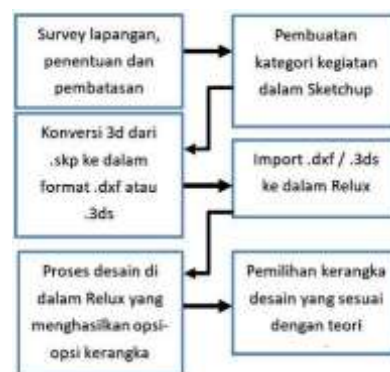 Survey lapangan,
penentuan dan
pembatasan
Pembuatan
kategori kegiatan
dalam Sketchup
Konversi 3d dari
.skp ke dalam
format .dxf atau
.3ds
Import .dxf / .3ds
ke dalam Relux
Proses desain di
dalam Relux yang
menghasilkan opsi-
opsi kerangka
Pemilihan kerangka
desain yang sesuai
dengan teori